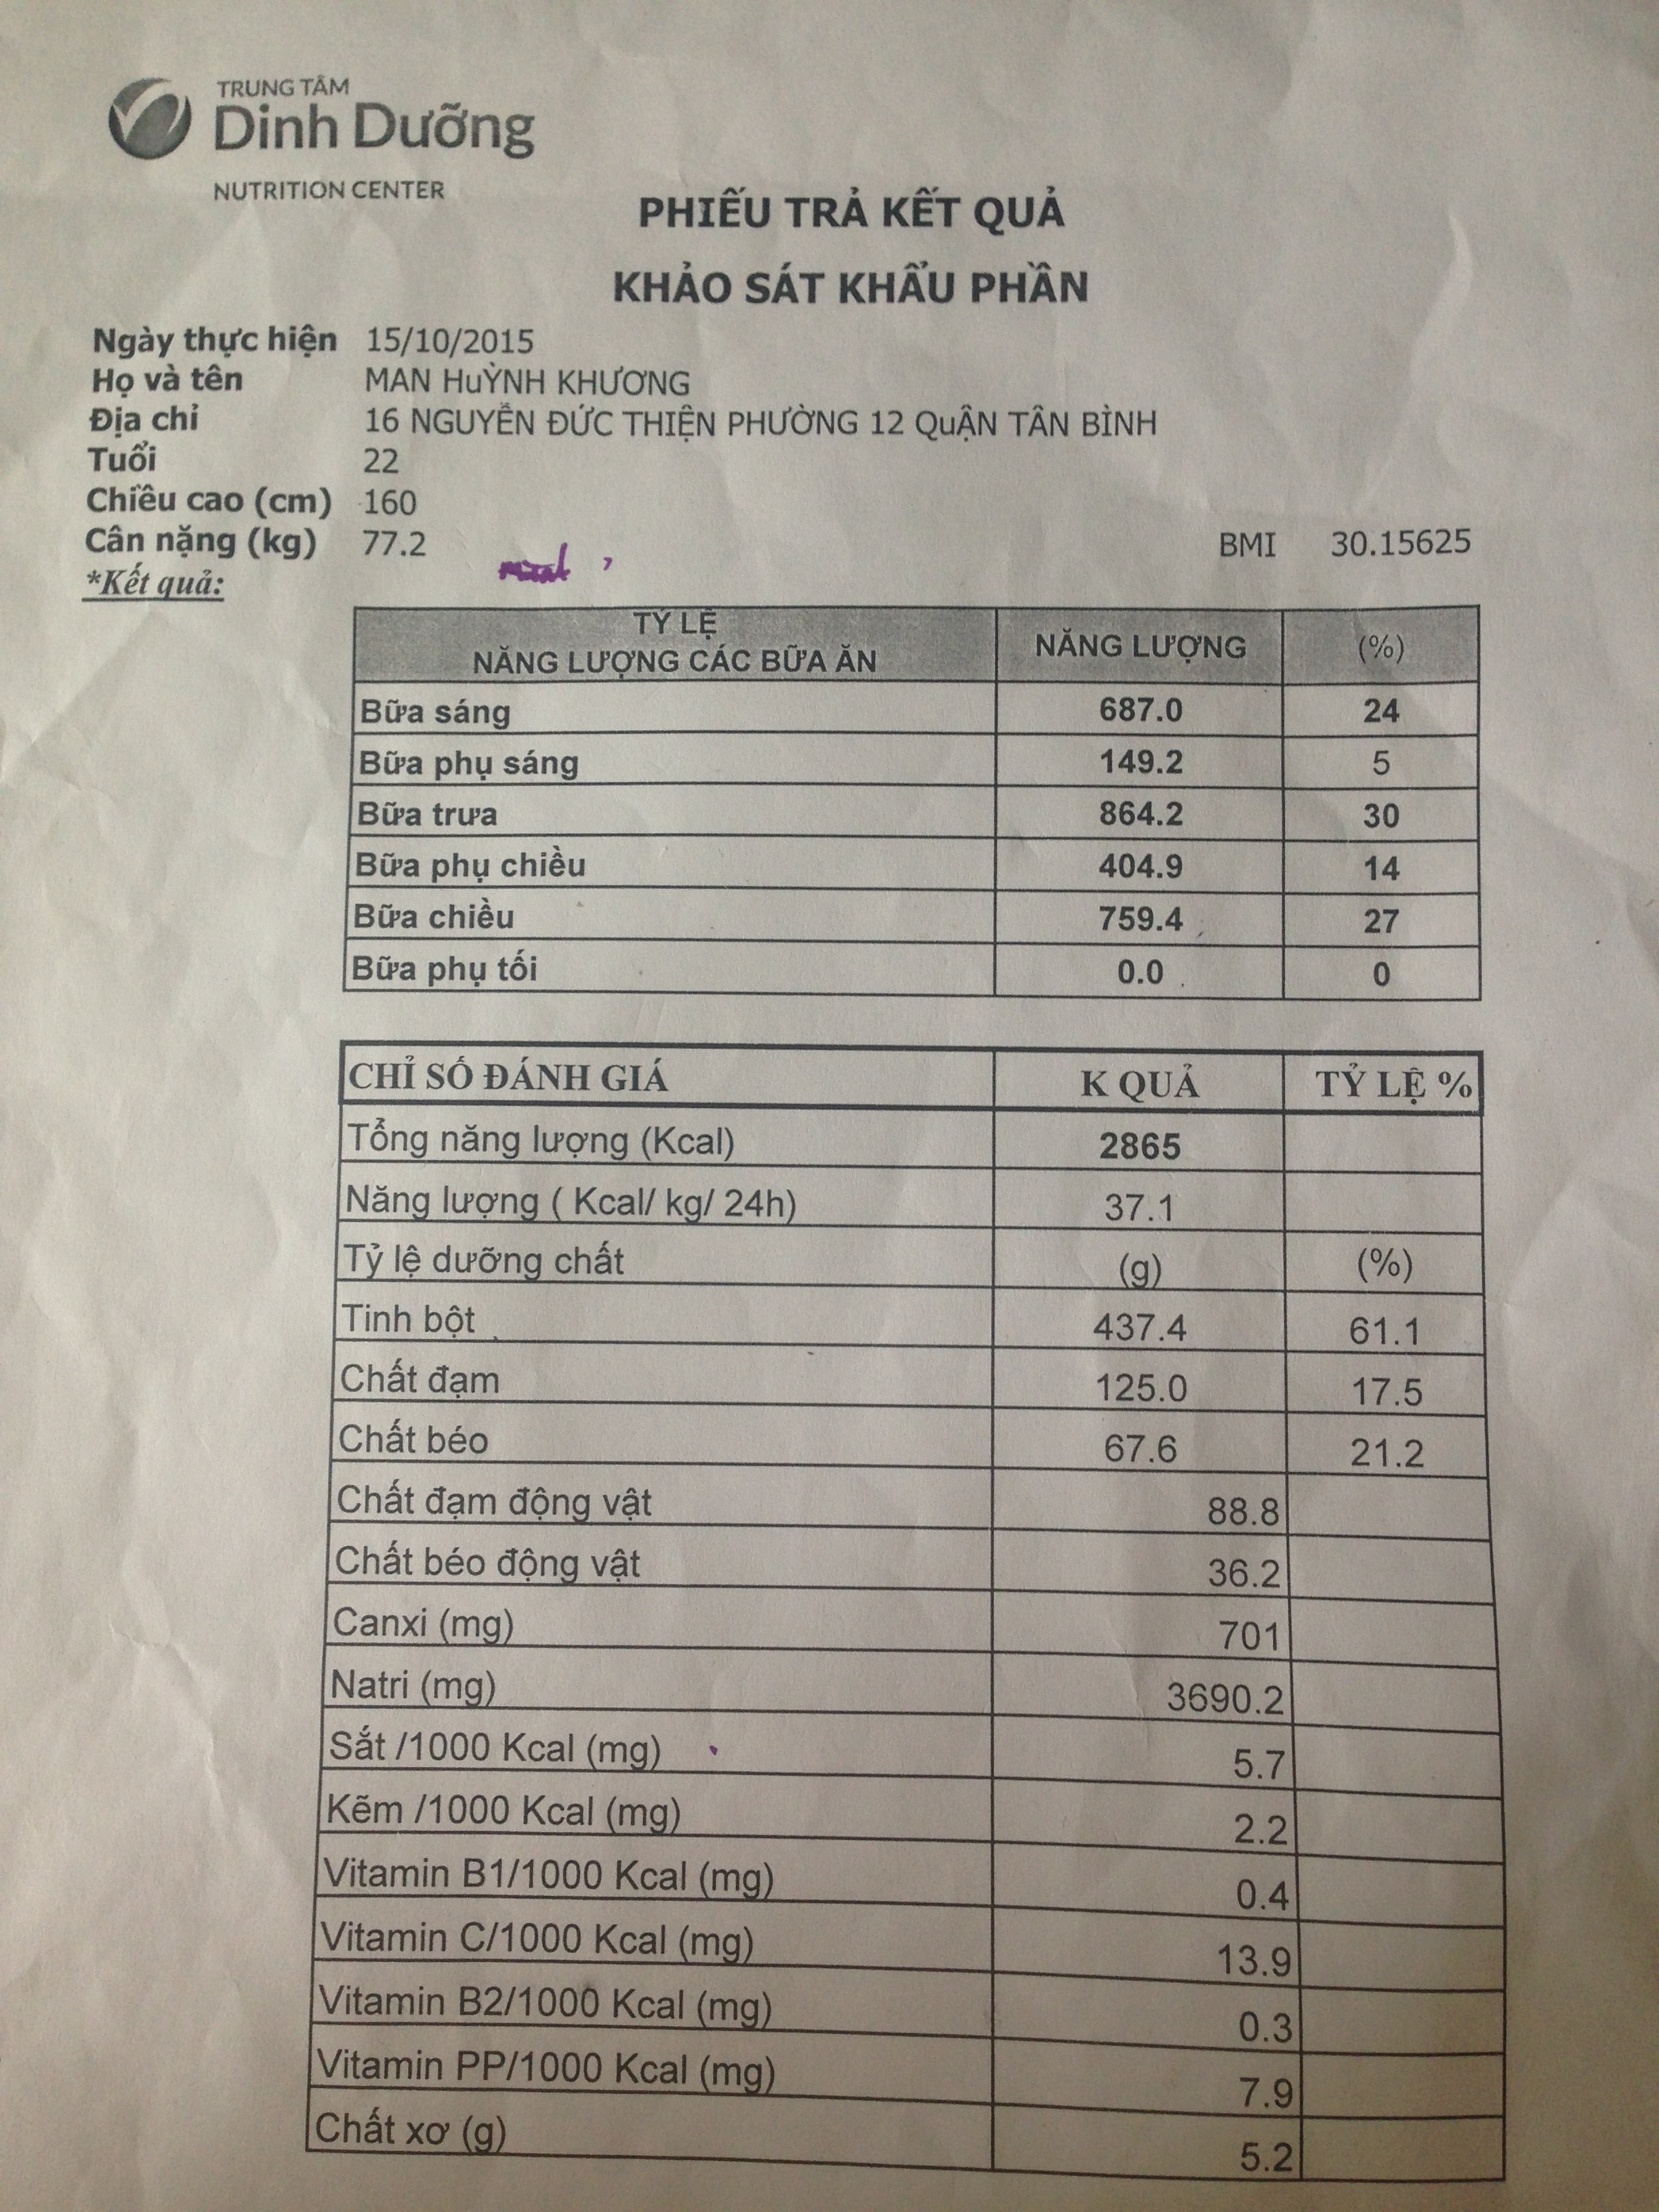 TRUNG TÂM
Dinh Dưỡng
NUTRITION CENTER
PHIẾU TRẢ KẾT QUẢ
KHẢO SÁT KHẨU PHẦN
Ngày thực hiện 15/10/2015
Họ và tên MAN HuỲNH KHƯƠNG
Địa chỉ 16 NGUYỄN ĐỨC THIỆN PHƯỜNG 12 QuẬN TÂN BÌNH
Tuổi 22
Chiều cao (cm) 160
Cân nặng (kg) 77.2 BMI 30.15625
*Kết quả:
TỶ LỆ
NĂNG LƯỢNG CÁC BỮA ĂN NĂNG LƯỢNG (%)
Bữa sáng 687.0 24
Bữa phụ sáng 149.2 5
Bữa trưa 864.2 30
Bữa phụ chiều 404.9 14
Bữa chiều 759.4 27
Bữa phụ tối 0.0 0
CHỈ SỐ ĐÁNH GIÁ K QUẢ TỶ LỆ %
Tổng năng lượng (Kcal) 2865
Năng lượng ( Kcal/ kg/ 24h) 37.1
Tỷ lệ dưỡng chất (g) (%)
Tinh bột 437.4 61.1
Chất đạm 125.0 17.5
Chất béo 67.6 21.2
Chất đạm động vật 88.8
Chất béo động vật 36.2
Canxi (mg) 701
Natri (mg) 3690.2
Sắt /1000 Kcal (mg) 5.7
Kẽm /1000 Kcal (mg) 2.2
Vitamin B1/1000 Kcal (mg) 0.4
Vitamin C/1000 Kcal (mg) 13.9
Vitamin B2/1000 Kcal (mg) 0.3
Vitamin PP/1000 Kcal (mg) 7.9
Chất xơ (g) 5.2